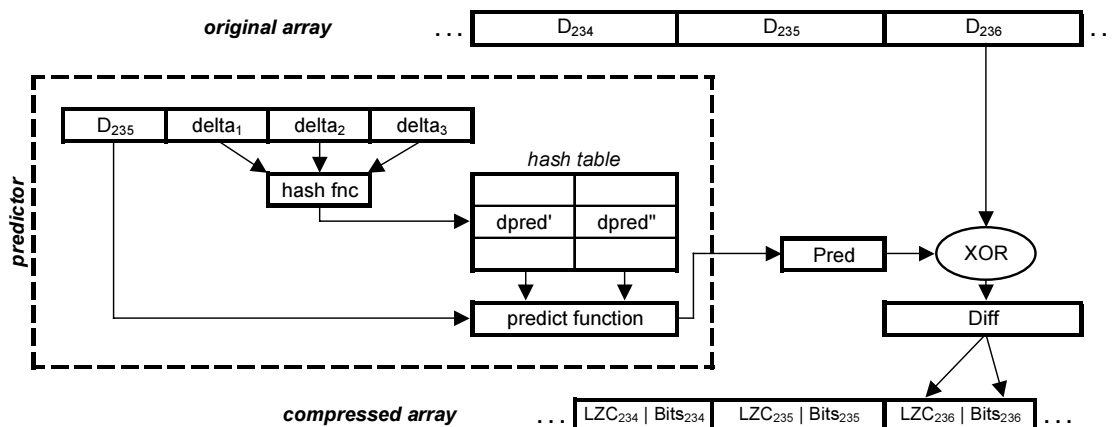 original array ... D₂₃₄ D₂₃₅ D₂₃₆ ..
D₂₃₅ delta₁ delta₂ delta₃
hash table
hash fnc
predictor
dpred' dpred"
Pred
XOR
predict function
Diff
compressed array ... LZC₂₃₄ | Bits₂₃₄ LZC₂₃₅ | Bits₂₃₅ LZC₂₃₆ | Bits₂₃₆ ...